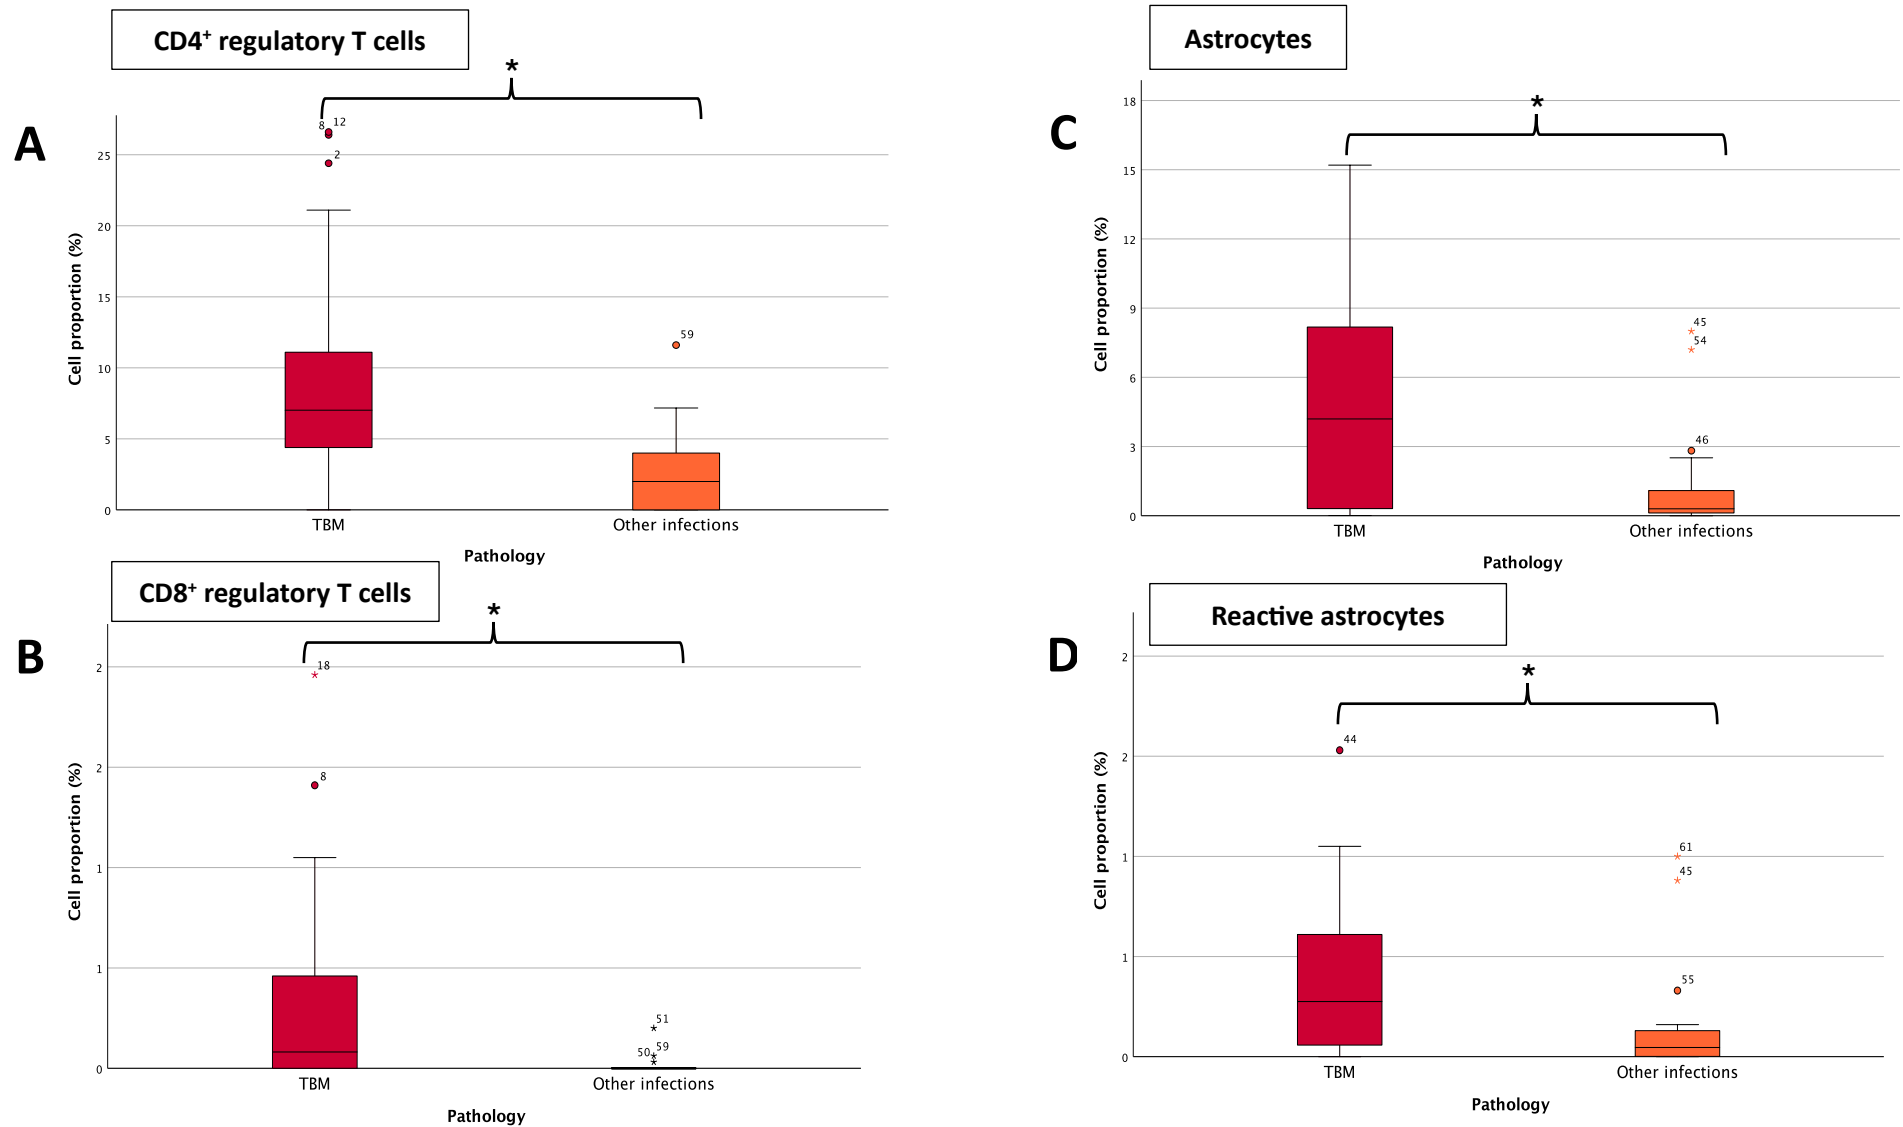 CD4⁺ regulatory T cells
*
A
8 12
2
25
20
15
10
5
0
59
Cell proportion (%)
TBM Other infections
Pathology
CD8⁺ regulatory T cells
*
B
18
8
2
2
1
1
0
51
50 59
Cell proportion (%)
TBM Other infections
Pathology
Astrocytes
*
C
18
15
12
9
6
3
0
45
54
46
Cell proportion (%)
TBM Other infections
Pathology
Reactive astrocytes
*
D
44
2
2
1
1
0
61
45
55
Cell proportion (%)
TBM Other infections
Pathology